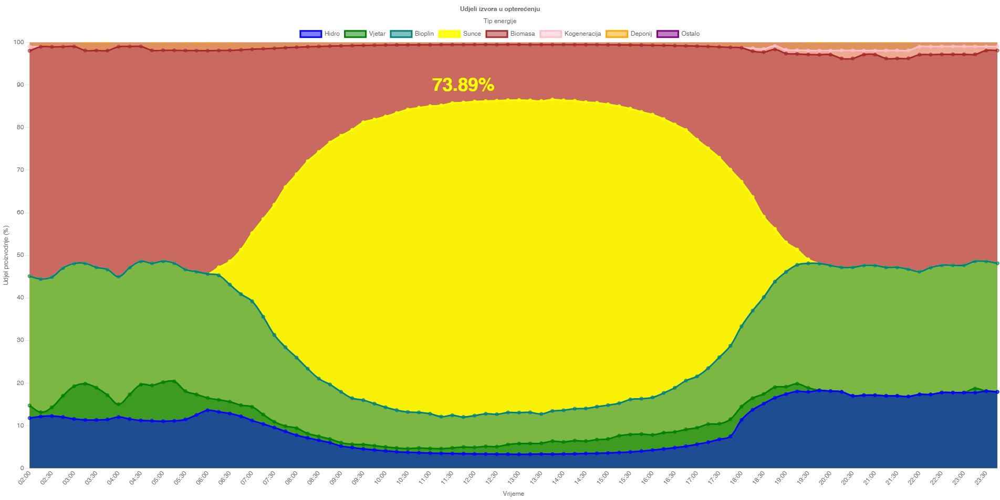 Udjeli izvora u opterećenju
Tip energije
Hidro Vjetar Bioplin Sunce Biomasa Kogeneracija Deponij Ostalo
100
90
80
70
60
50
40
30
20
10
0
Udjel proizvodnje (%)
73.89%
02:00 02:30 03:00 03:30 04:00 04:30 05:00 05:30 06:00 06:30 07:00 07:30 08:00 08:30 09:00 09:30 10:00 10:30 11:00 11:30 12:00 12:30 13:00 13:30 14:00 14:30 15:00 15:30 16:00 16:30 17:00 17:30 18:00 18:30 19:00 19:30 20:00 20:30 21:00 21:30 22:00 22:30 23:00 23:30
Vrijeme